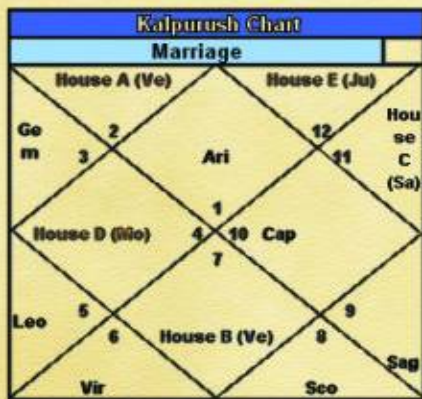 Kalpurush Chart
Marriage
House A (Ve)
House E (Ju)
Ge
m
2
3
Ari
12
11
Hou
se
C
(Sa)
1
House D (Mo)
4
10
Cap
7
Leo
5
6
House B (Ve)
9
8
Sag
Vir
Sco